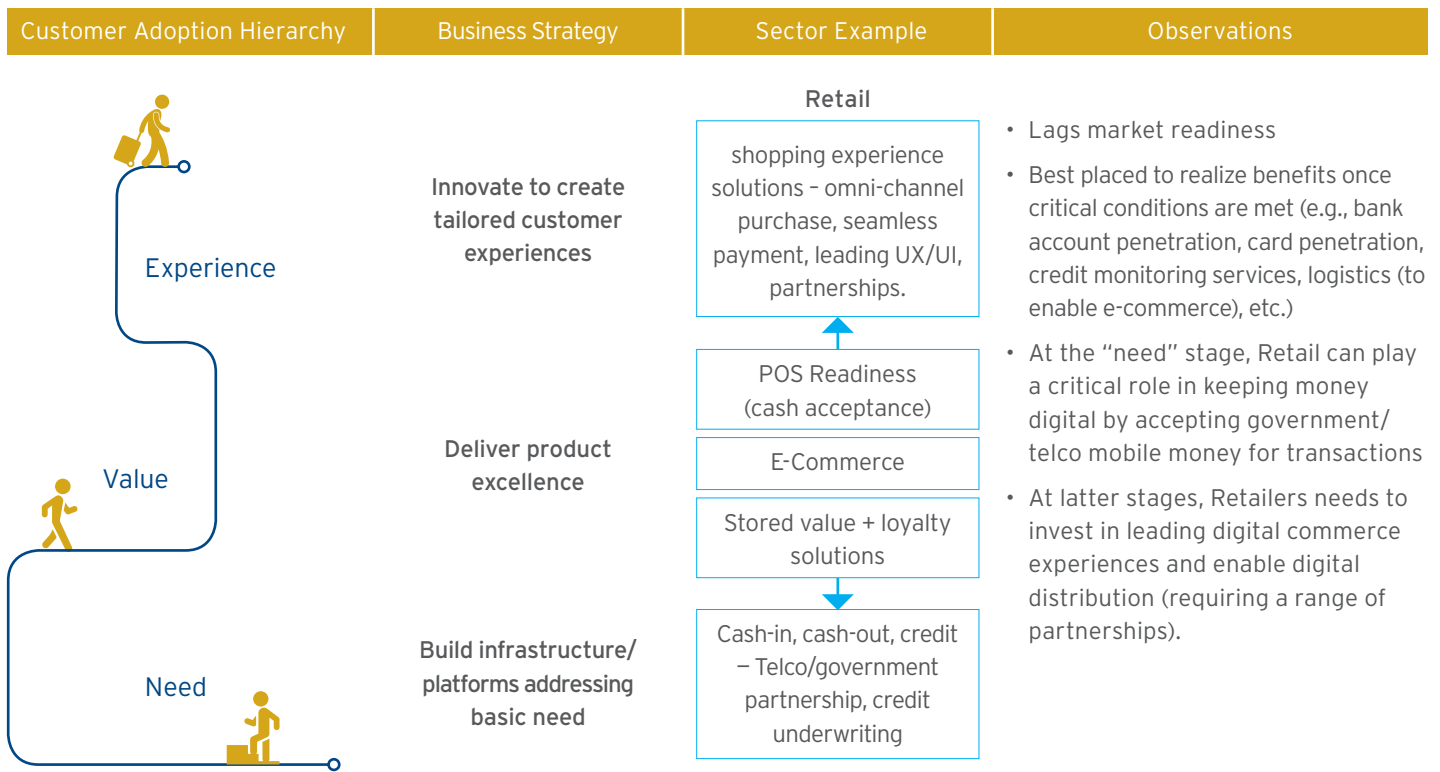 Customer Adoption Hierarchy
Business Strategy
Sector Example
Observations
Experience
Value
Need
Innovate to create
tailored customer
experiences
Deliver product
excellence
Build infrastructure/
platforms addressing
basic need
Retail
shopping experience
solutions – omni-channel
purchase, seamless
payment, leading UX/UI,
partnerships.
POS Readiness
(cash acceptance)
E-Commerce
Stored value + loyalty
solutions
Cash-in, cash-out, credit
— Telco/government
partnership, credit
underwriting
• Lags market readiness
• Best placed to realize benefits once
critical conditions are met (e.g., bank
account penetration, card penetration,
credit monitoring services, logistics (to
enable e-commerce), etc.)
• At the “need” stage, Retail can play
a critical role in keeping money
digital by accepting government/
telco mobile money for transactions
• At latter stages, Retailers needs to
invest in leading digital commerce
experiences and enable digital
distribution (requiring a range of
partnerships).